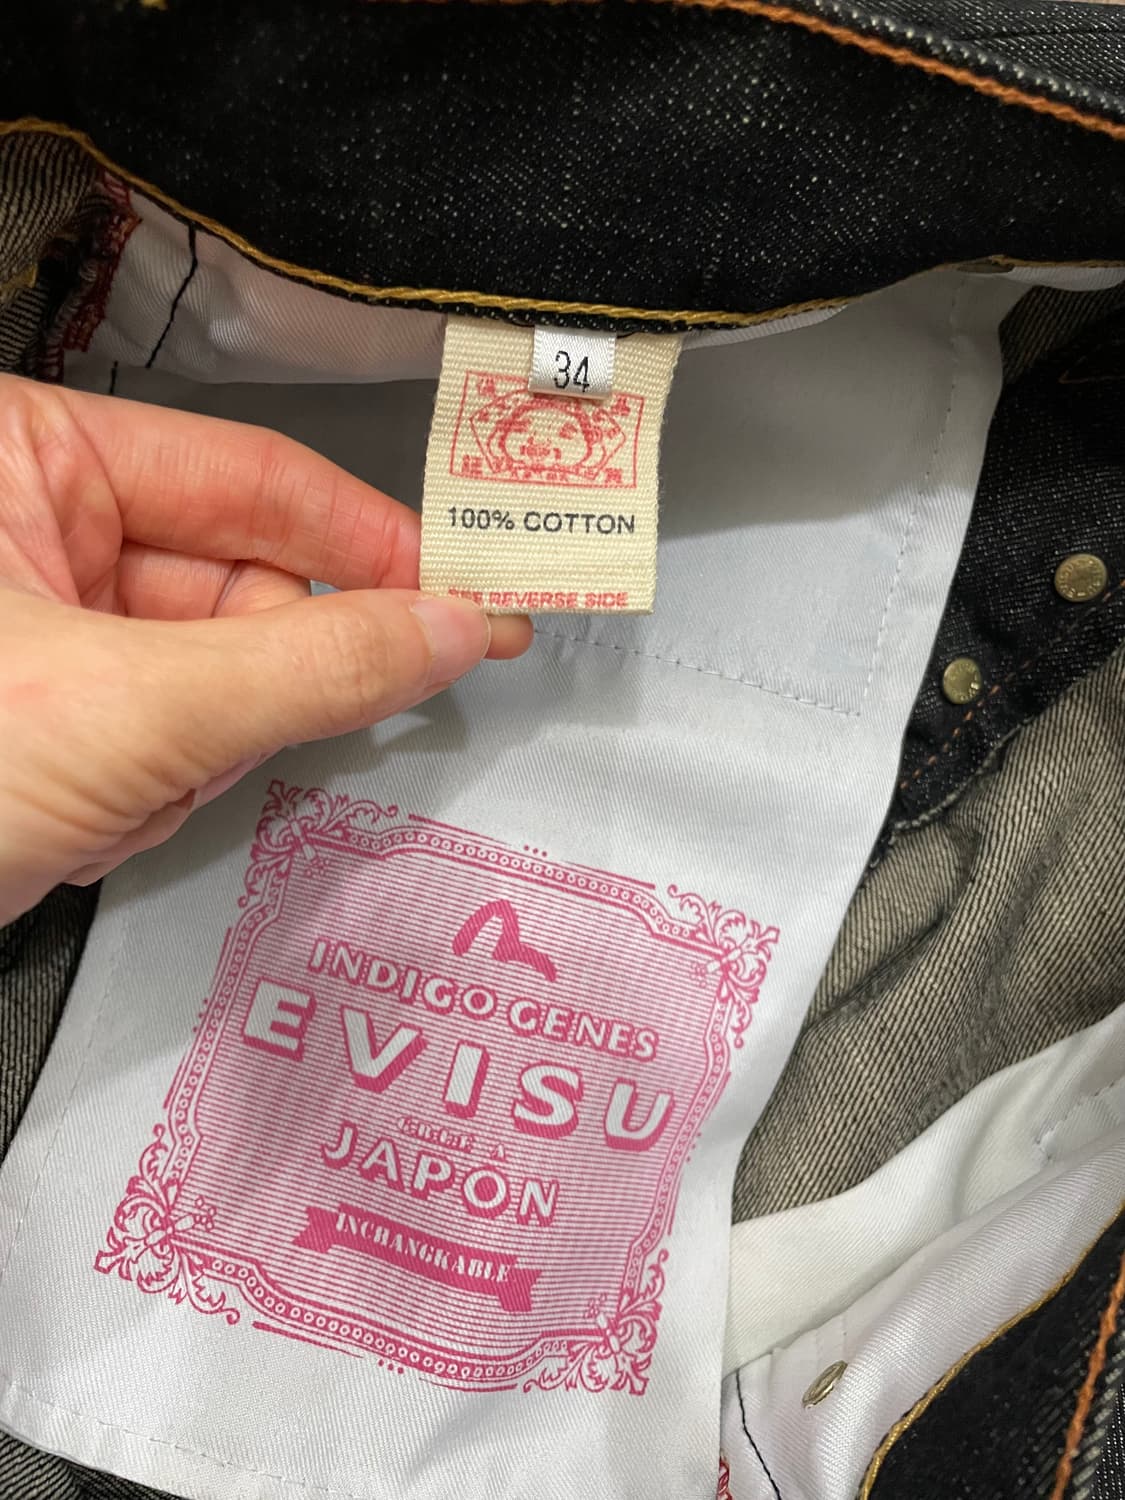 34
100% COTTON
SEE REVERSE SIDE
INDIGO GENES
EVISU
JAPON
INCHANGKABLE